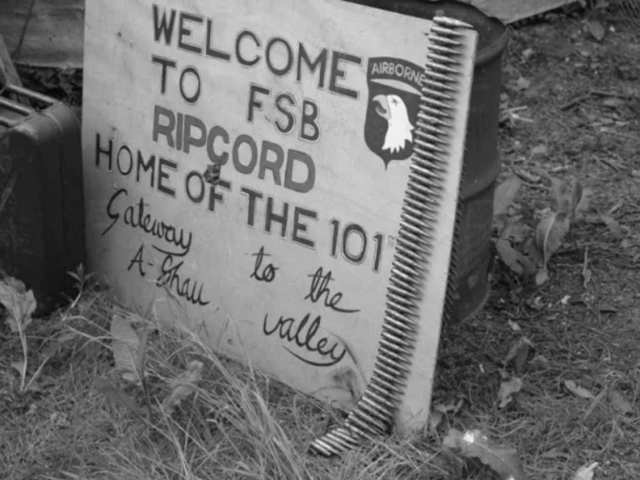 WELCOME
TO FSB
RIPCORD
HOME OF THE 101
Gateway to the
A-Shau valley
AIRBORNE